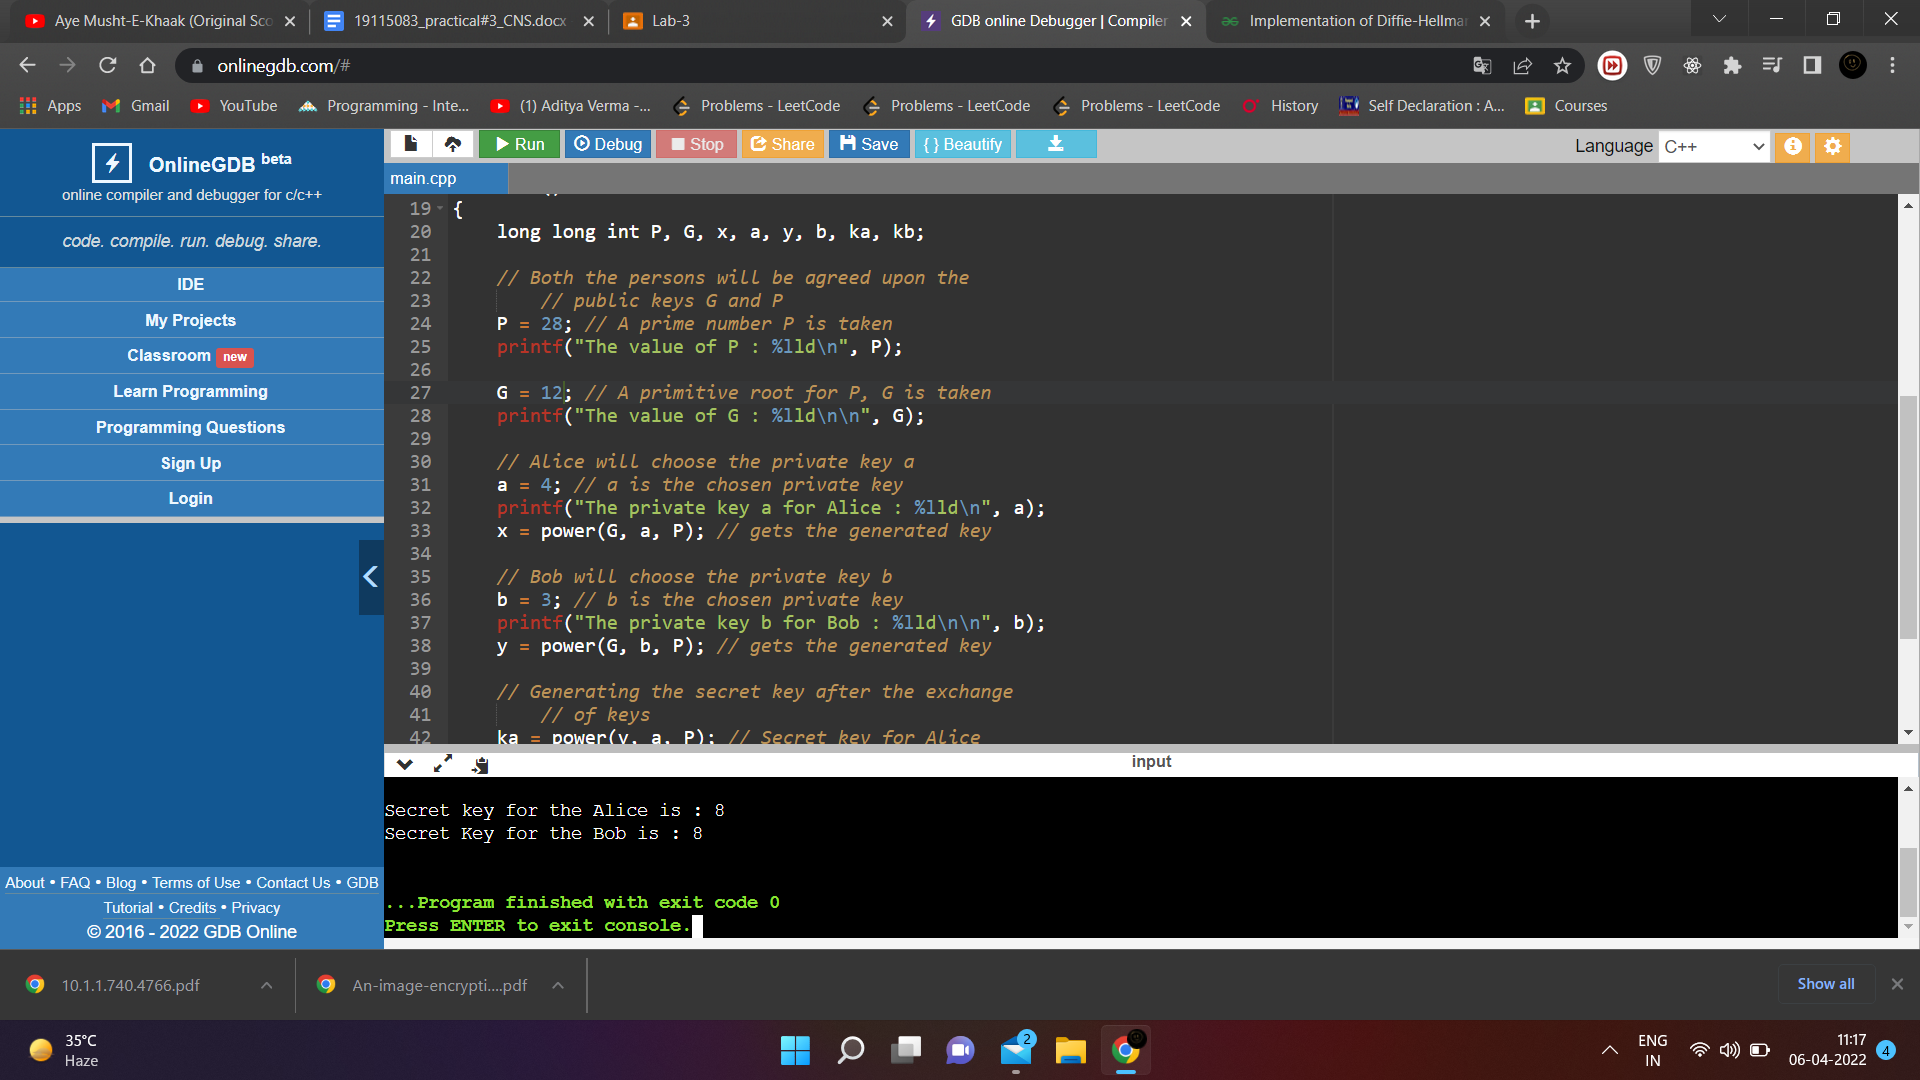 Aye Musht-E-Khaak (Original Sco
19115083_practical#3_CNS.docx
Lab-3
GDB online Debugger | Compiler
Implementation of Diffie-Hellmar
onlinegdb.com/#
Apps
Gmail
YouTube
Programming - Inte...
(1) Aditya Verma -...
Problems - LeetCode
Problems - LeetCode
Problems - LeetCode
History
Self Declaration : A...
Courses
OnlineGDB beta
online compiler and debugger for c/c++
code. compile. run. debug. share.
IDE
My Projects
Classroom new
Learn Programming
Programming Questions
Sign Up
Login
About • FAQ • Blog • Terms of Use • Contact Us • GDB
Tutorial • Credits • Privacy
© 2016 - 2022 GDB Online
Run
Debug
Stop
Share
Save
{ } Beautify
Language C++
main.cpp
19 {
20 long long int P, G, x, a, y, b, ka, kb;
21
22 // Both the persons will be agreed upon the
23 // public keys G and P
24 P = 28; // A prime number P is taken
25 printf("The value of P : %lld\n", P);
26
27 G = 12; // A primitive root for P, G is taken
28 printf("The value of G : %lld\n\n", G);
29
30 // Alice will choose the private key a
31 a = 4; // a is the chosen private key
32 printf("The private key a for Alice : %lld\n", a);
33 x = power(G, a, P); // gets the generated key
34
35 // Bob will choose the private key b
36 b = 3; // b is the chosen private key
37 printf("The private key b for Bob : %lld\n\n", b);
38 y = power(G, b, P); // gets the generated key
39
40 // Generating the secret key after the exchange
41 // of keys
42 ka = power(y, a, P); // Secret key for Alice
input
Secret key for the Alice is : 8
Secret Key for the Bob is : 8
...Program finished with exit code 0
Press ENTER to exit console.
10.1.1.740.4766.pdf
An-image-encrypti....pdf
Show all
35°C
Haze
2
ENG
IN
11:17
06-04-2022
4